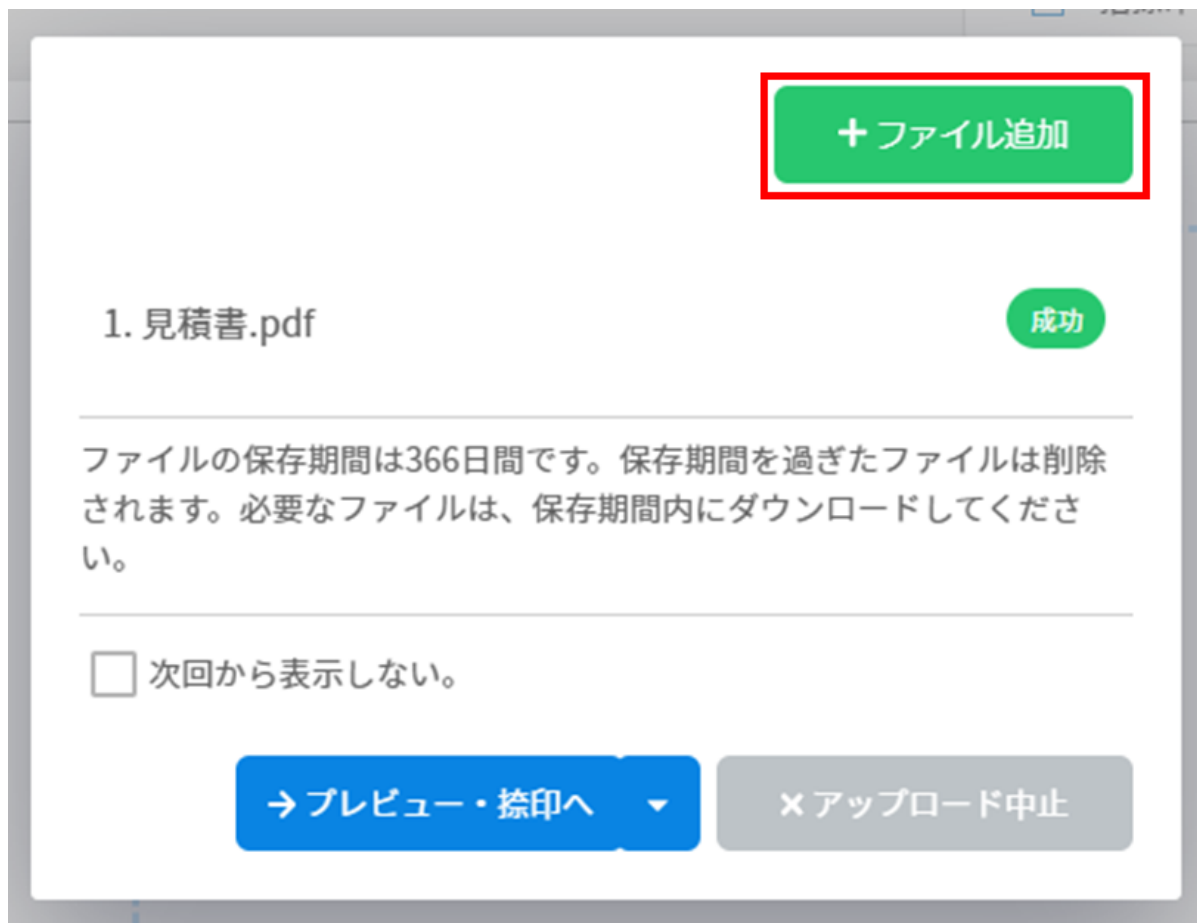 +ファイル追加
1. 見積書.pdf
成功
ファイルの保存期間は366日間です。保存期間を過ぎたファイルは削除
されます。必要なファイルは、保存期間内にダウンロードしてくださ
い。
次回から表示しない。
→プレビュー・捺印へ
×アップロード中止